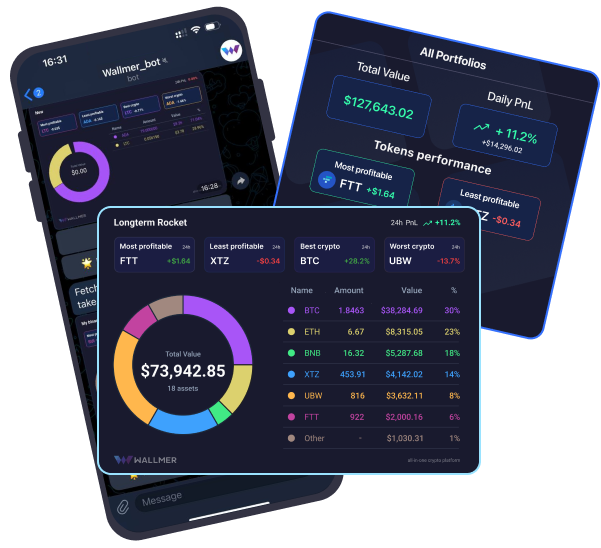 16:31
2
Wallmer_bot
bot
New
Most profitable
Least profitable
Best crypto
Worst crypto
Name
Amount
Value
%
$0.00
16:28
Fetch
take
Message
All Portfolios
Total Value
$127,643.02
Daily PnL
+ 11.2%
+$14,296.02
Tokens performance
Most profitable
FTT +$1.64
Least profitable
Z -$0.34
Longterm Rocket
24h PnL +11.2%
Most profitable 24h
FTT +$1.64
Least profitable 24h
XTZ -$0.34
Best crypto 24h
BTC +28.2%
Worst crypto 24h
UBW -13.7%
Total Value
$73,942.85
18 assets
Name Amount Value %
BTC 1.8463 $38,284.69 30%
ETH 6.67 $8,315.05 23%
BNB 16.32 $5,287.68 18%
XTZ 453.91 $4,142.02 14%
UBW 816 $3,632.11 8%
FTT 922 $2,000.16 6%
Other - $1,030.31 1%
WALLMER
all-in-one crypto platform